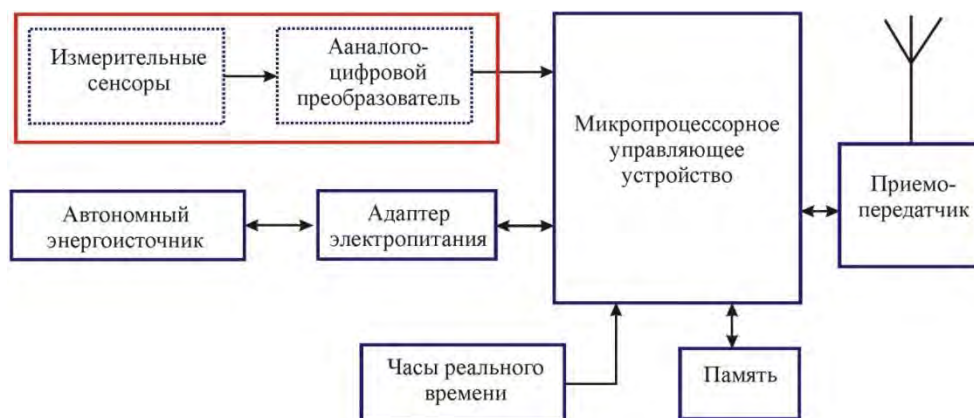 Измерительные
сенсоры
Ааналого-
цифровой
преобразователь
Микропроцессорное
управляющее
устройство
Приемо-
передатчик
Автономный
энергоисточник
Адаптер
электропитания
Часы реального
времени
Память